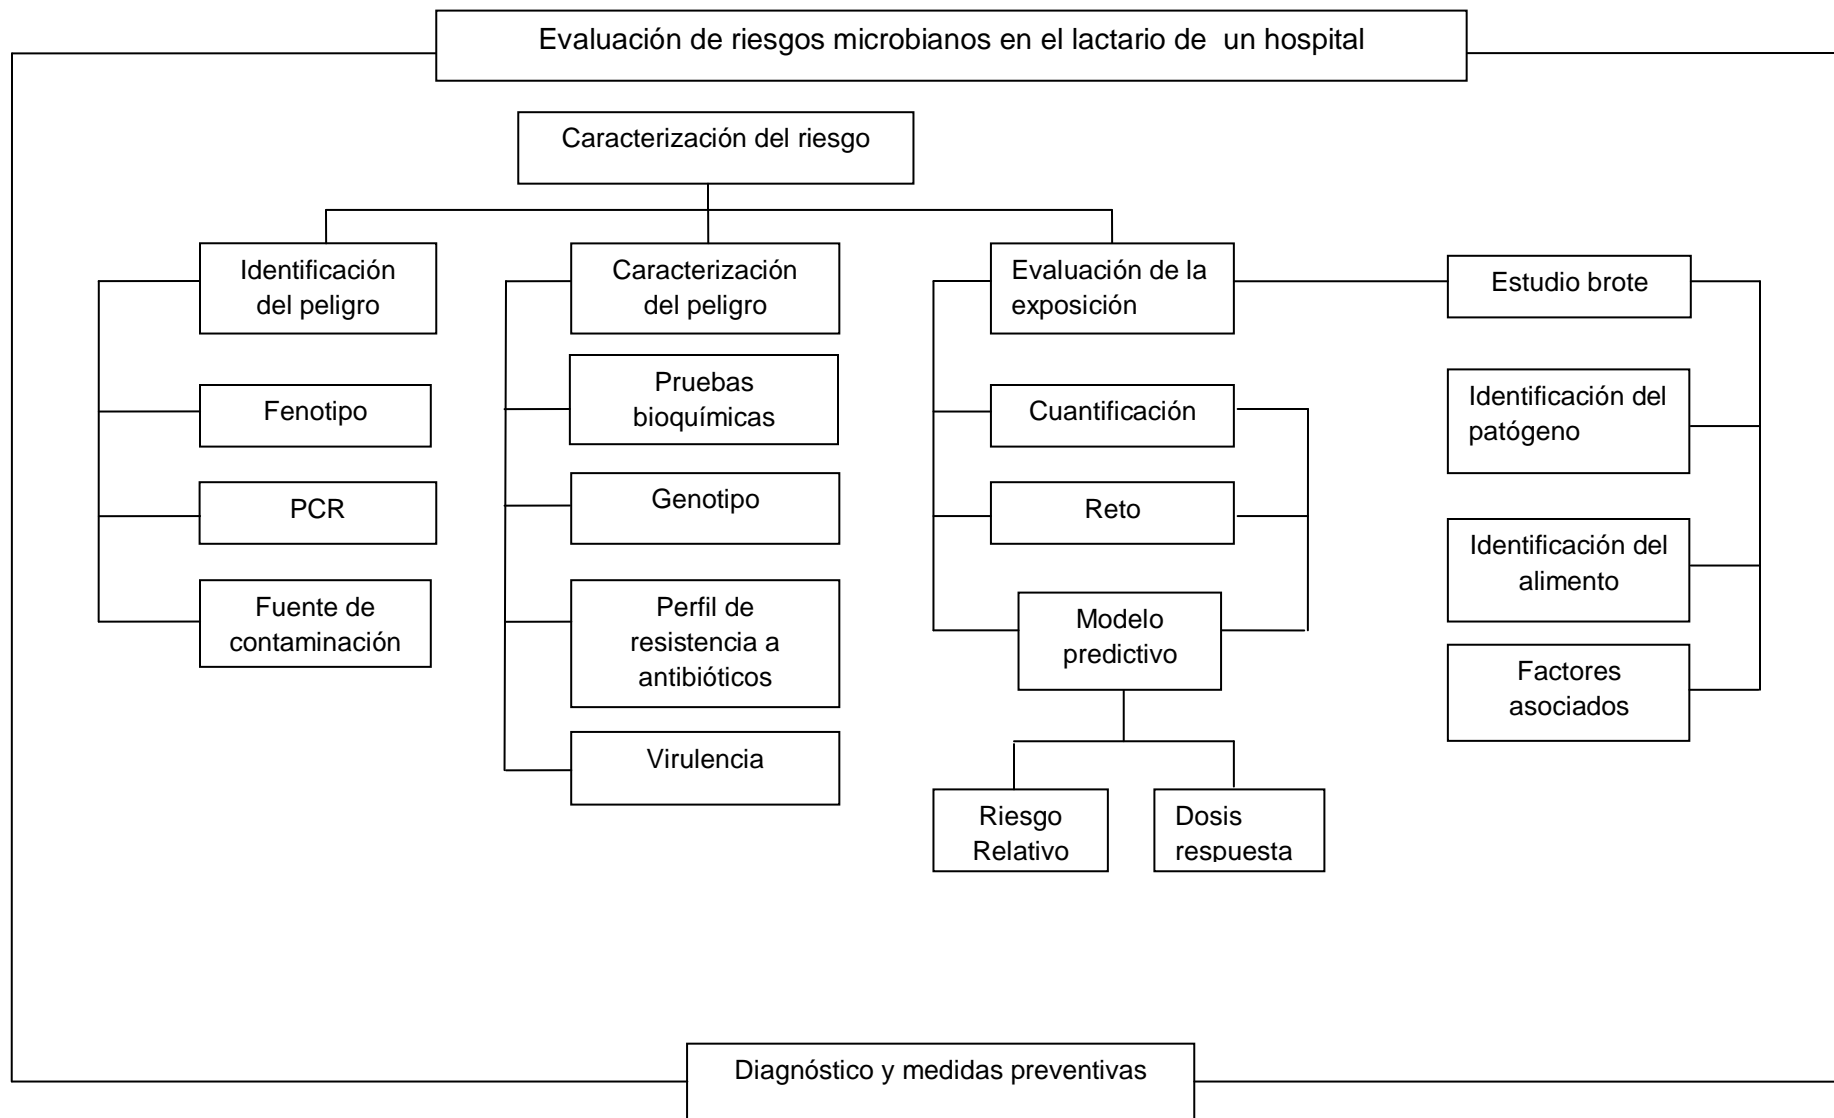 Evaluación de riesgos microbianos en el lactario de un hospital
Caracterización del riesgo
Identificación
del peligro
Fenotipo
PCR
Fuente de
contaminación
Caracterización
del peligro
Pruebas
bioquímicas
Genotipo
Perfil de
resistencia a
antibióticos
Virulencia
Evaluación de la
exposición
Cuantificación
Reto
Modelo
predictivo
Riesgo
Relativo
Dosis
respuesta
Estudio brote
Identificación del
patógeno
Identificación del
alimento
Factores
asociados
Diagnóstico y medidas preventivas